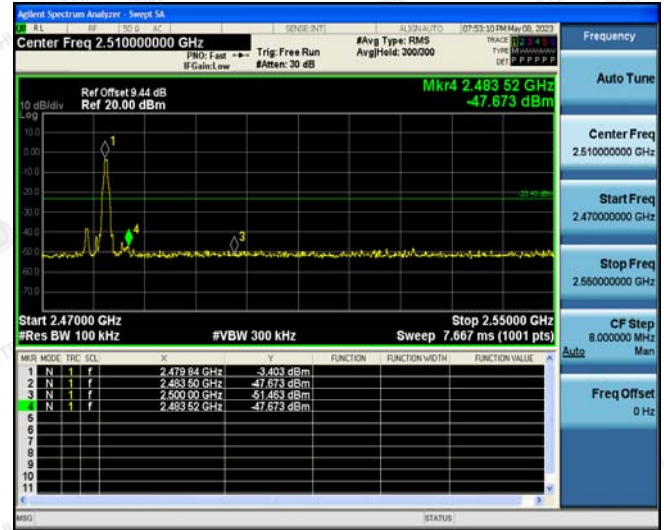 Agilent Spectrum Analyzer - Swept SA
RL RF 50 Ω AC SENSE:INT ALIGN AUTO 07:53:10 PM May 08, 2023
Center Freq 2.510000000 GHz
PNO: Fast
IFGain:Low
Trig: Free Run
#Atten: 30 dB
#Avg Type: RMS
Avg|Hold: 300/300
TRACE 1 2 3 4 5 6
TYPE
DET P P P P P P
Ref Offset 9.44 dB
Ref 20.00 dBm
10 dB/div
Log
Mkr4 2.483 52 GHz
-47.673 dBm
10.0
0.00
-10.0
-20.0
-30.0
-40.0
-50.0
-60.0
-70.0
1
4
3
Start 2.47000 GHz
Stop 2.55000 GHz
#Res BW 100 kHz
#VBW 300 kHz
Sweep 7.667 ms (1001 pts)
MKR MODE TRC SCL X Y FUNCTION FUNCTION WIDTH FUNCTION VALUE
1 N 1 f 2.479 84 GHz -3.403 dBm
2 N 1 f 2.483 50 GHz -47.673 dBm
3 N 1 f 2.500 00 GHz -51.463 dBm
4 N 1 f 2.483 52 GHz -47.673 dBm
5
6
7
8
9
10
11
MSG
STATUS
Frequency
Auto Tune
Center Freq
2.510000000 GHz
Start Freq
2.470000000 GHz
Stop Freq
2.550000000 GHz
CF Step
8.000000 MHz
Auto Man
Freq Offset
0 Hz